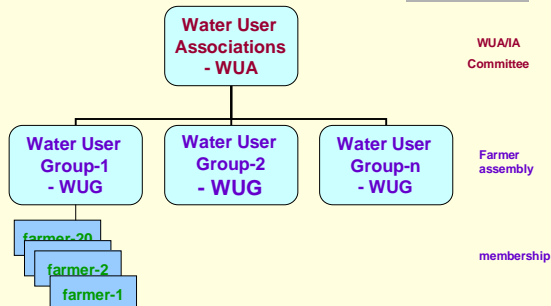 Water User
Associations
- WUA
WUA/IA
Committee
Water User
Group-1
- WUG
Water User
Group-2
- WUG
Water User
Group-n
- WUG
Farmer
assembly
farmer-20
farmer-2
farmer-1
membership